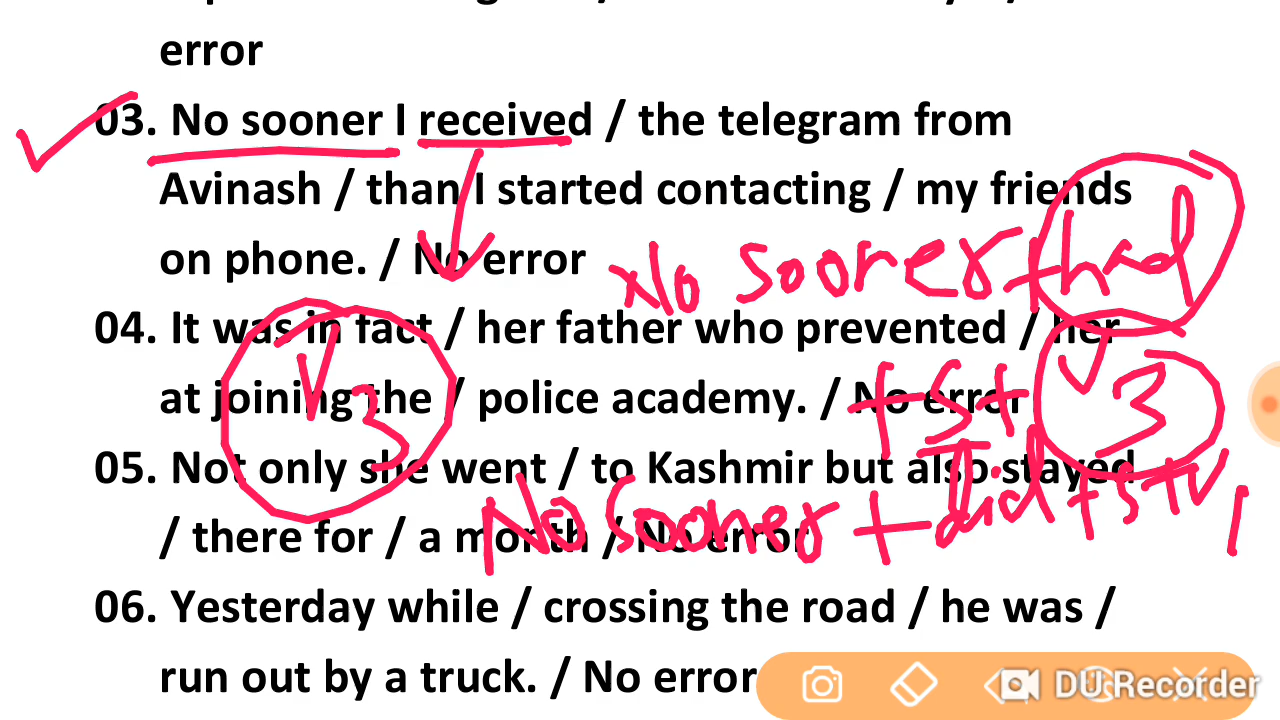 error
03. No sooner I received / the telegram from
Avinash / than I started contacting / my friends
on phone. / No error
No sooner + had
04. It was in fact / her father who prevented / her
at joining the / police academy. / No error
+ S + V3
V3
05. Not only she went / to Kashmir but also stayed
/ there for / a month / No error
No sooner + did + S + V1
06. Yesterday while / crossing the road / he was /
run out by a truck. / No error
DU Recorder